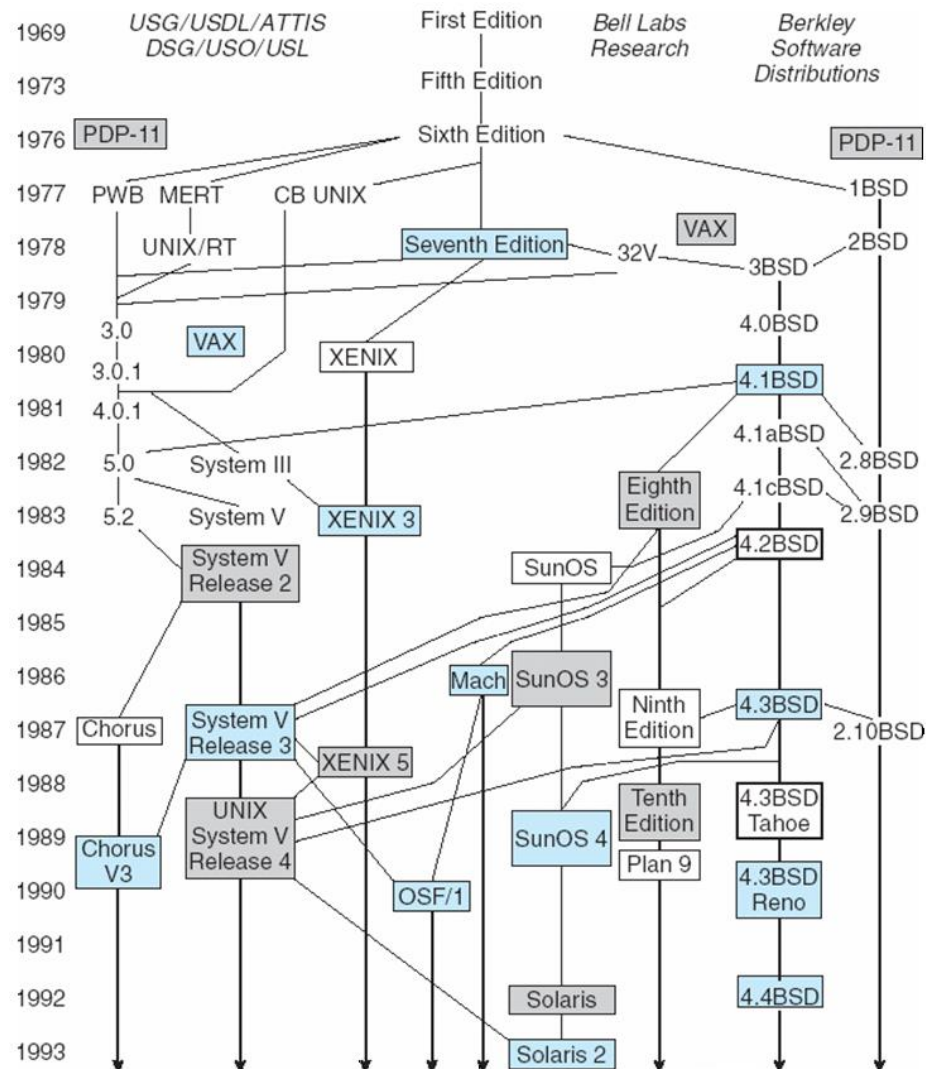 USG/USDL/ATTIS
DSG/USO/USL
Bell Labs
Research
Berkley
Software
Distributions
1969
First Edition
1973
Fifth Edition
1976
PDP-11
Sixth Edition
PDP-11
1977
PWB
MERT
CB UNIX
1BSD
1978
UNIX/RT
Seventh Edition
32V
VAX
2BSD
3BSD
1979
3.0
VAX
4.0BSD
1980
3.0.1
XENIX
4.1BSD
1981
4.0.1
4.1aBSD
1982
5.0
System III
2.8BSD
Eighth
Edition
4.1cBSD
1983
5.2
System V
XENIX 3
2.9BSD
4.2BSD
1984
System V
Release 2
SunOS
1985
1986
Mach
SunOS 3
1987
Chorus
System V
Release 3
Ninth
Edition
4.3BSD
2.10BSD
XENIX 5
1988
UNIX
System V
Release 4
Tenth
Edition
4.3BSD
Tahoe
1989
Chorus
V3
SunOS 4
Plan 9
1990
OSF/1
4.3BSD
Reno
1991
1992
Solaris
4.4BSD
1993
Solaris 2